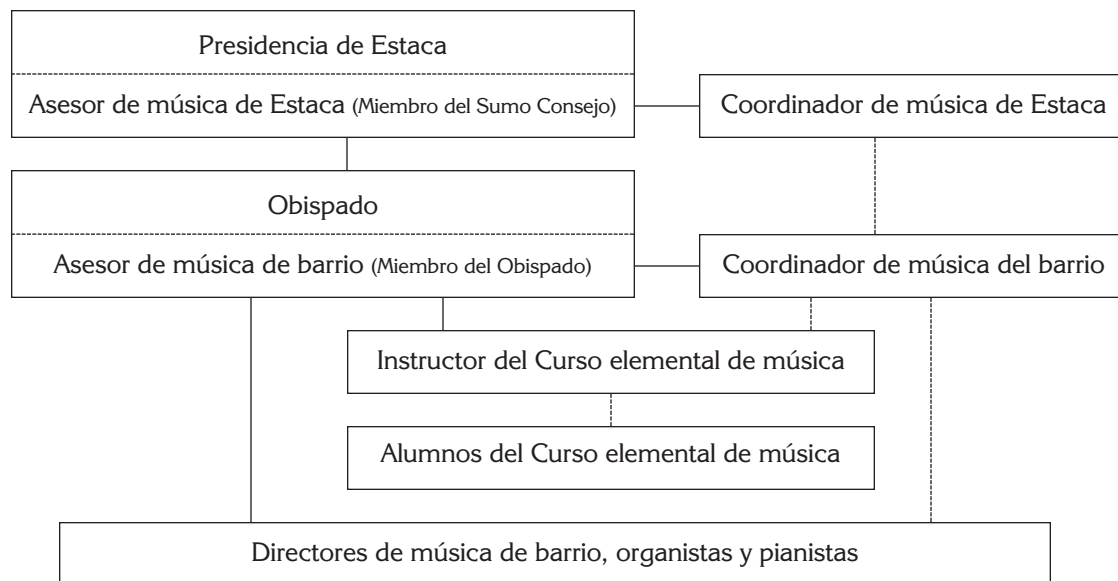 Presidencia de Estaca
Asesor de música de Estaca (Miembro del Sumo Consejo)
Coordinador de música de Estaca
Obispado
Asesor de música de barrio (Miembro del Obispado)
Coordinador de música del barrio
Instructor del Curso elemental de música
Alumnos del Curso elemental de música
Directores de música de barrio, organistas y pianistas